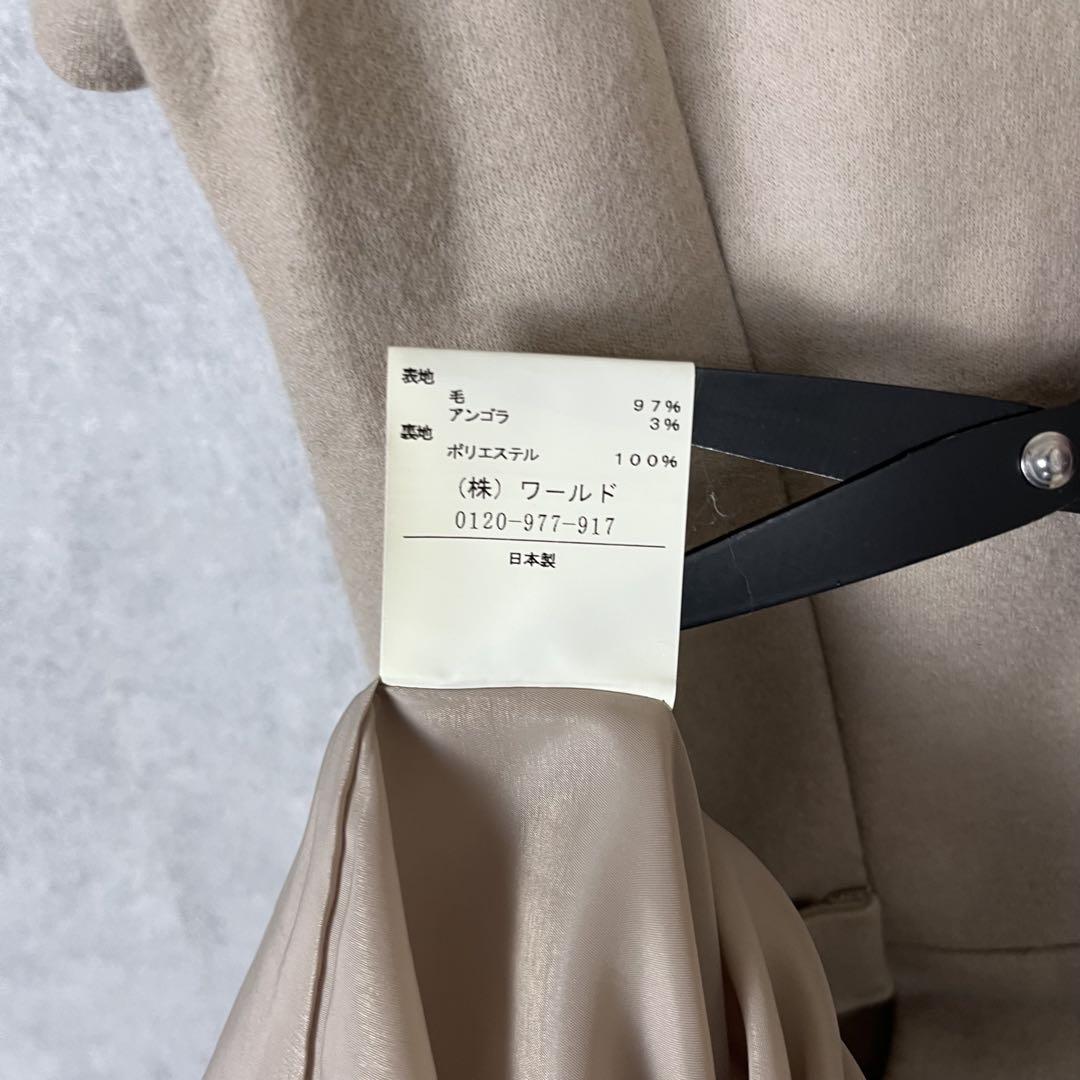 表地
毛 97%
アンゴラ 3%
裏地
ポリエステル 100%
(株)ワールド
0120-977-917
日本製